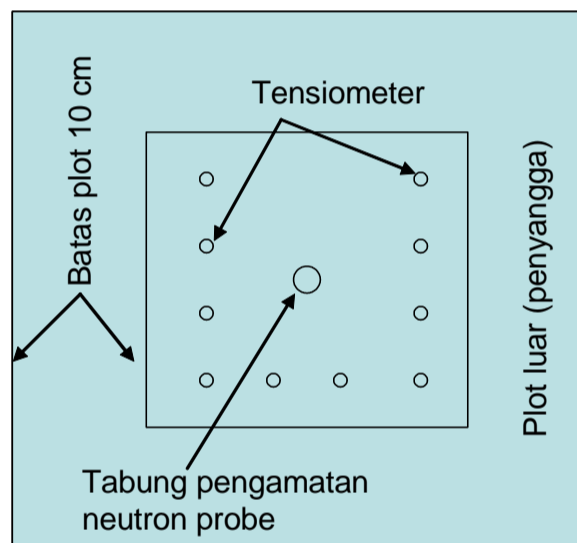 Tensiometer
Batas plot 10 cm
Plot luar (penyangga)
Tabung pengamatan
neutron probe